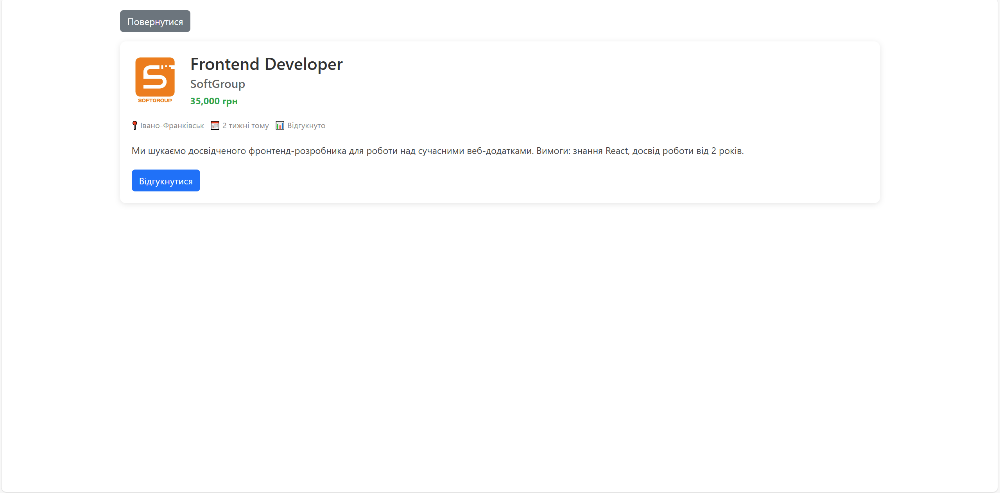 Повернутися
Frontend Developer
SoftGroup
35,000 грн
SOFTGROUP
Івано-Франківськ 2 тижні тому Відгукнуто
Ми шукаємо досвідченого фронтенд-розробника для роботи над сучасними веб-додатками. Вимоги: знання React, досвід роботи від 2 років.
Відгукнутися